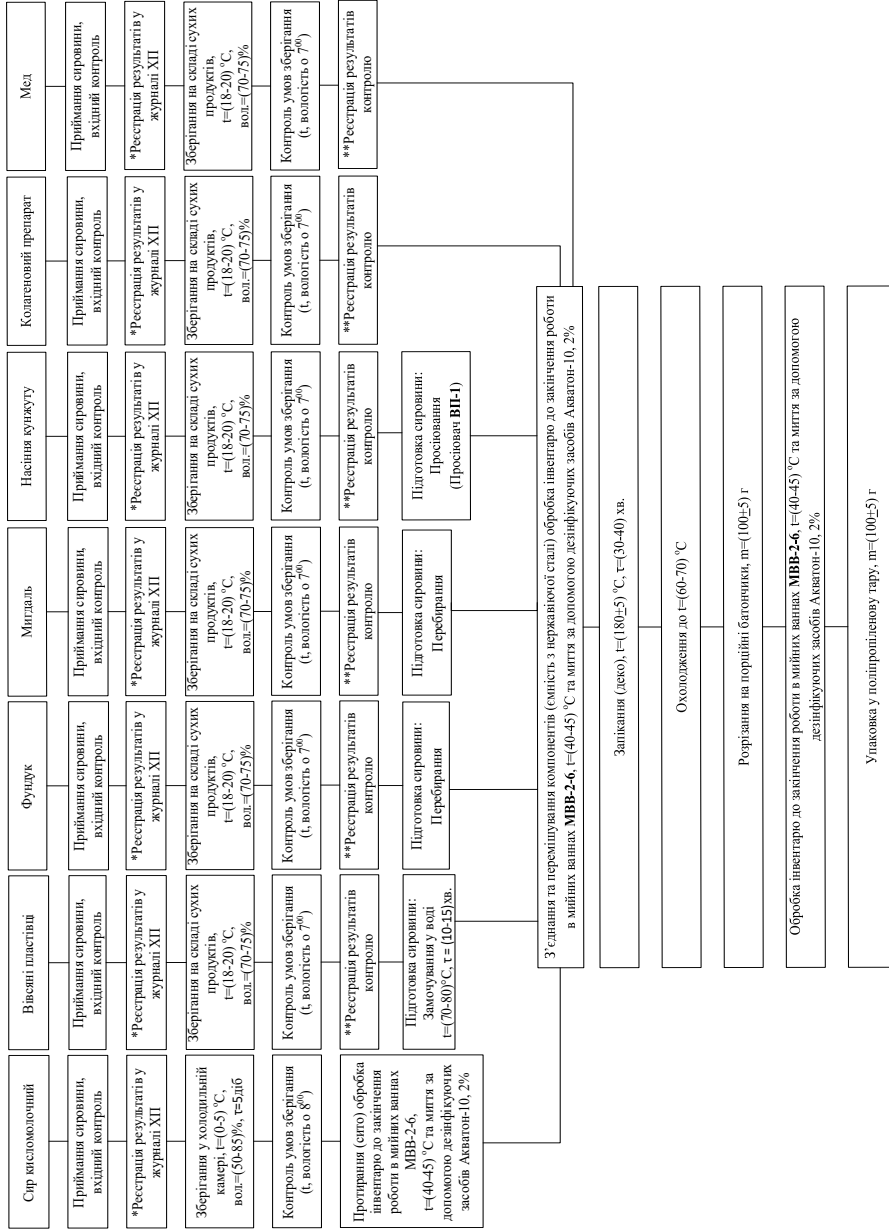 Сир кисломолочний
Приймання сировини,
вхідний контроль
*Реєстрація результатів у
журналі ХП
Зберігання у холодильній
камері, t=(0-5) °С,
вол.=(50-85)%, τ=5діб
Контроль умов зберігання
(t, вологість о 8⁰⁰)
Протирання (сито) обробка
інвентарю до закінчення
роботи в мийних ваннах
МВВ-2-6,
t=(40-45) °С та миття за
допомогою дезінфікуючих
засобів Акватон-10, 2%
Вівсяні пластівці
Приймання сировини,
вхідний контроль
*Реєстрація результатів у
журналі ХП
Зберігання на складі сухих
продуктів,
t=(18-20) °С,
вол.=(70-75)%
Контроль умов зберігання
(t, вологість о 7⁰⁰)
**Реєстрація результатів
контролю
Підготовка сировини:
Замочування у воді
t=(70-80)°С, τ = (10-15)хв.
Фундук
Приймання сировини,
вхідний контроль
*Реєстрація результатів у
журналі ХП
Зберігання на складі сухих
продуктів,
t=(18-20) °С,
вол.=(70-75)%
Контроль умов зберігання
(t, вологість о 7⁰⁰)
**Реєстрація результатів
контролю
Підготовка сировини:
Перебирання
Мигдаль
Приймання сировини,
вхідний контроль
*Реєстрація результатів у
журналі ХП
Зберігання на складі сухих
продуктів,
t=(18-20) °С,
вол.=(70-75)%
Контроль умов зберігання
(t, вологість о 7⁰⁰)
**Реєстрація результатів
контролю
Підготовка сировини:
Перебирання
Насіння кунжуту
Приймання сировини,
вхідний контроль
*Реєстрація результатів у
журналі ХП
Зберігання на складі сухих
продуктів,
t=(18-20) °С,
вол.=(70-75)%
Контроль умов зберігання
(t, вологість о 7⁰⁰)
**Реєстрація результатів
контролю
Підготовка сировини:
Просіювання
(Просіювач ВП-1)
Колагеновий препарат
Приймання сировини,
вхідний контроль
*Реєстрація результатів у
журналі ХП
Зберігання на складі сухих
продуктів,
t=(18-20) °С,
вол.=(70-75)%
Контроль умов зберігання
(t, вологість о 7⁰⁰)
**Реєстрація результатів
контролю
Мед
Приймання сировини,
вхідний контроль
*Реєстрація результатів у
журналі ХП
Зберігання на складі сухих
продуктів,
t=(18-20) °С,
вол.=(70-75)%
Контроль умов зберігання
(t, вологість о 7⁰⁰)
**Реєстрація результатів
контролю
З'єднання та перемішування компонентів (ємність з нержавіючої сталі) обробка інвентарю до закінчення роботи
в мийних ваннах МВВ-2-6, t=(40-45) °С та миття за допомогою дезінфікуючих засобів Акватон-10, 2%
Запікання (деко), t=(180±5) °С, τ=(30-40) хв.
Охолодження до t=(60-70) °С
Розрізання на порційні батончики, m=(100±5) г
Обробка інвентарю до закінчення роботи в мийних ваннах МВВ-2-6, t=(40-45) °С та миття за допомогою
дезінфікуючих засобів Акватон-10, 2%
Упаковка у поліпропіленову тару, m=(100±5) г